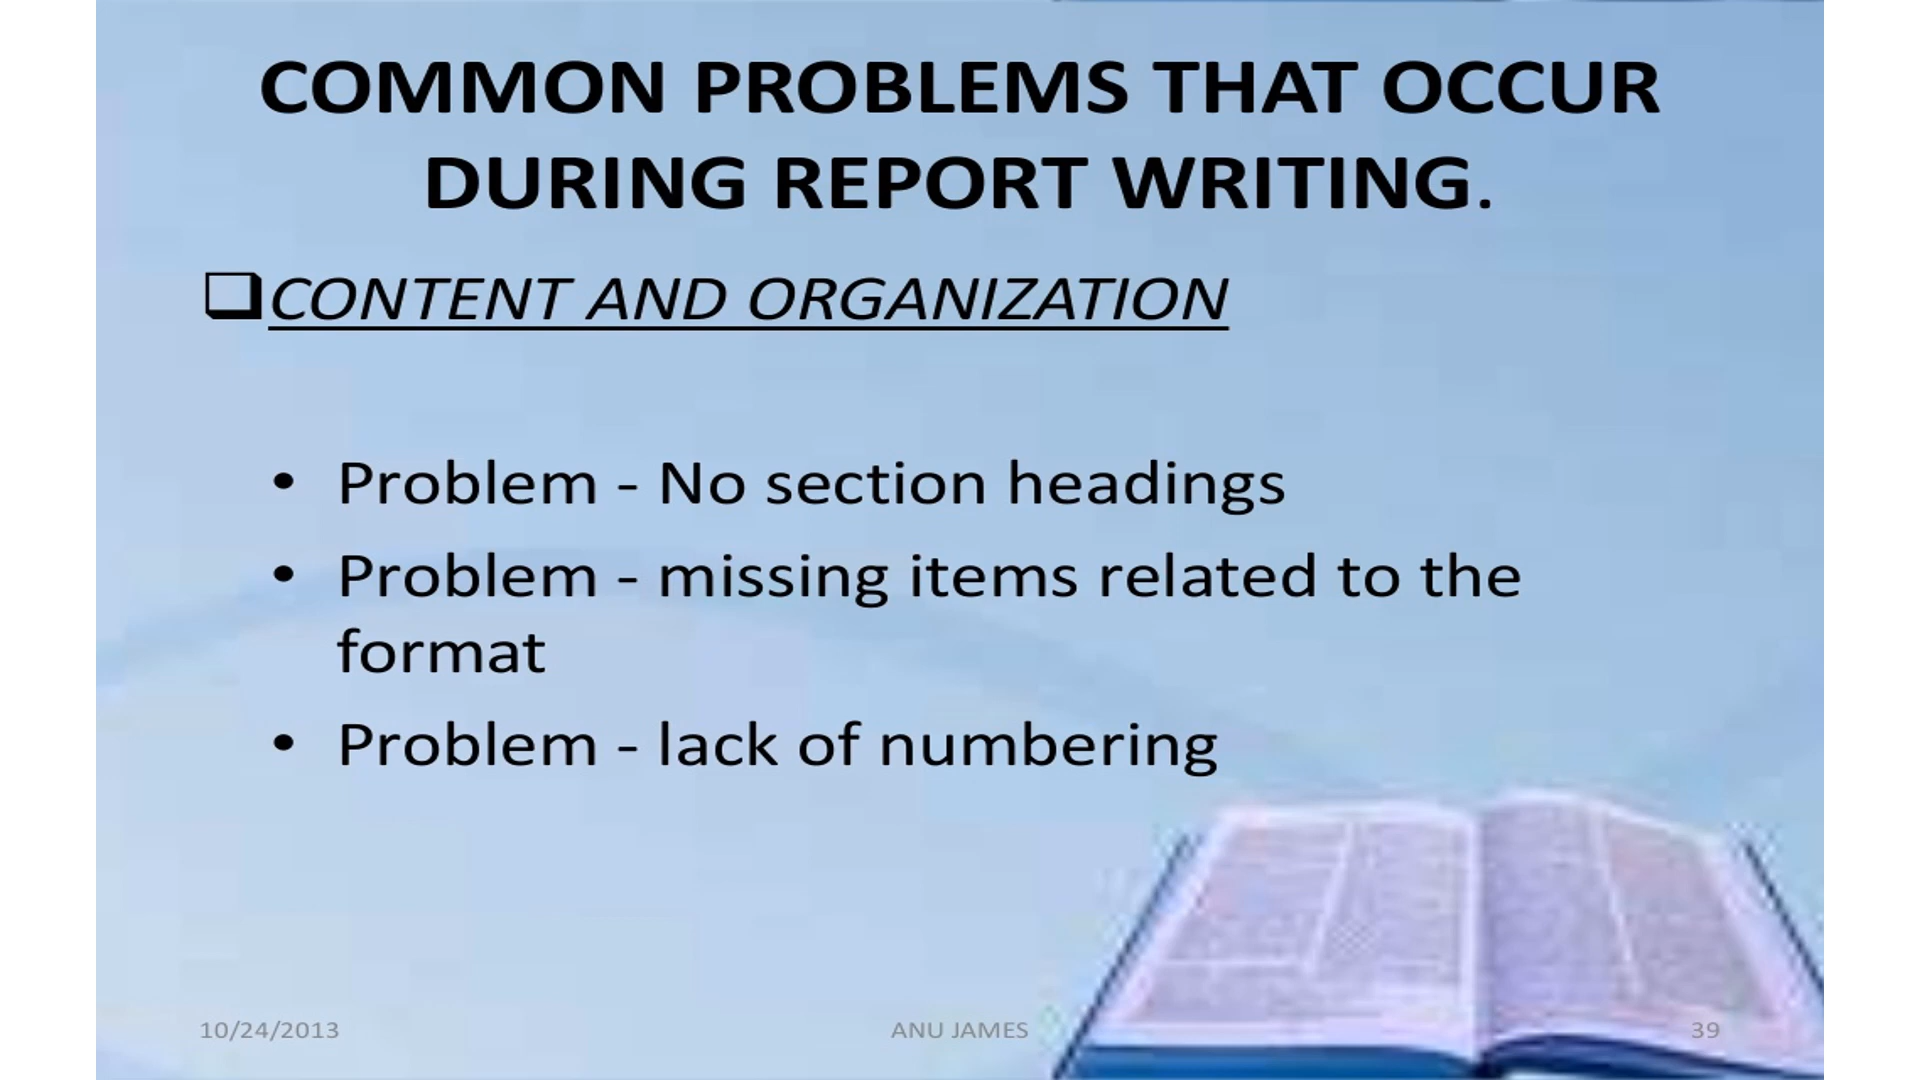 COMMON PROBLEMS THAT OCCUR
DURING REPORT WRITING.
❑CONTENT AND ORGANIZATION
• Problem - No section headings
• Problem - missing items related to the
format
• Problem - lack of numbering
10/24/2013
ANU JAMES
39